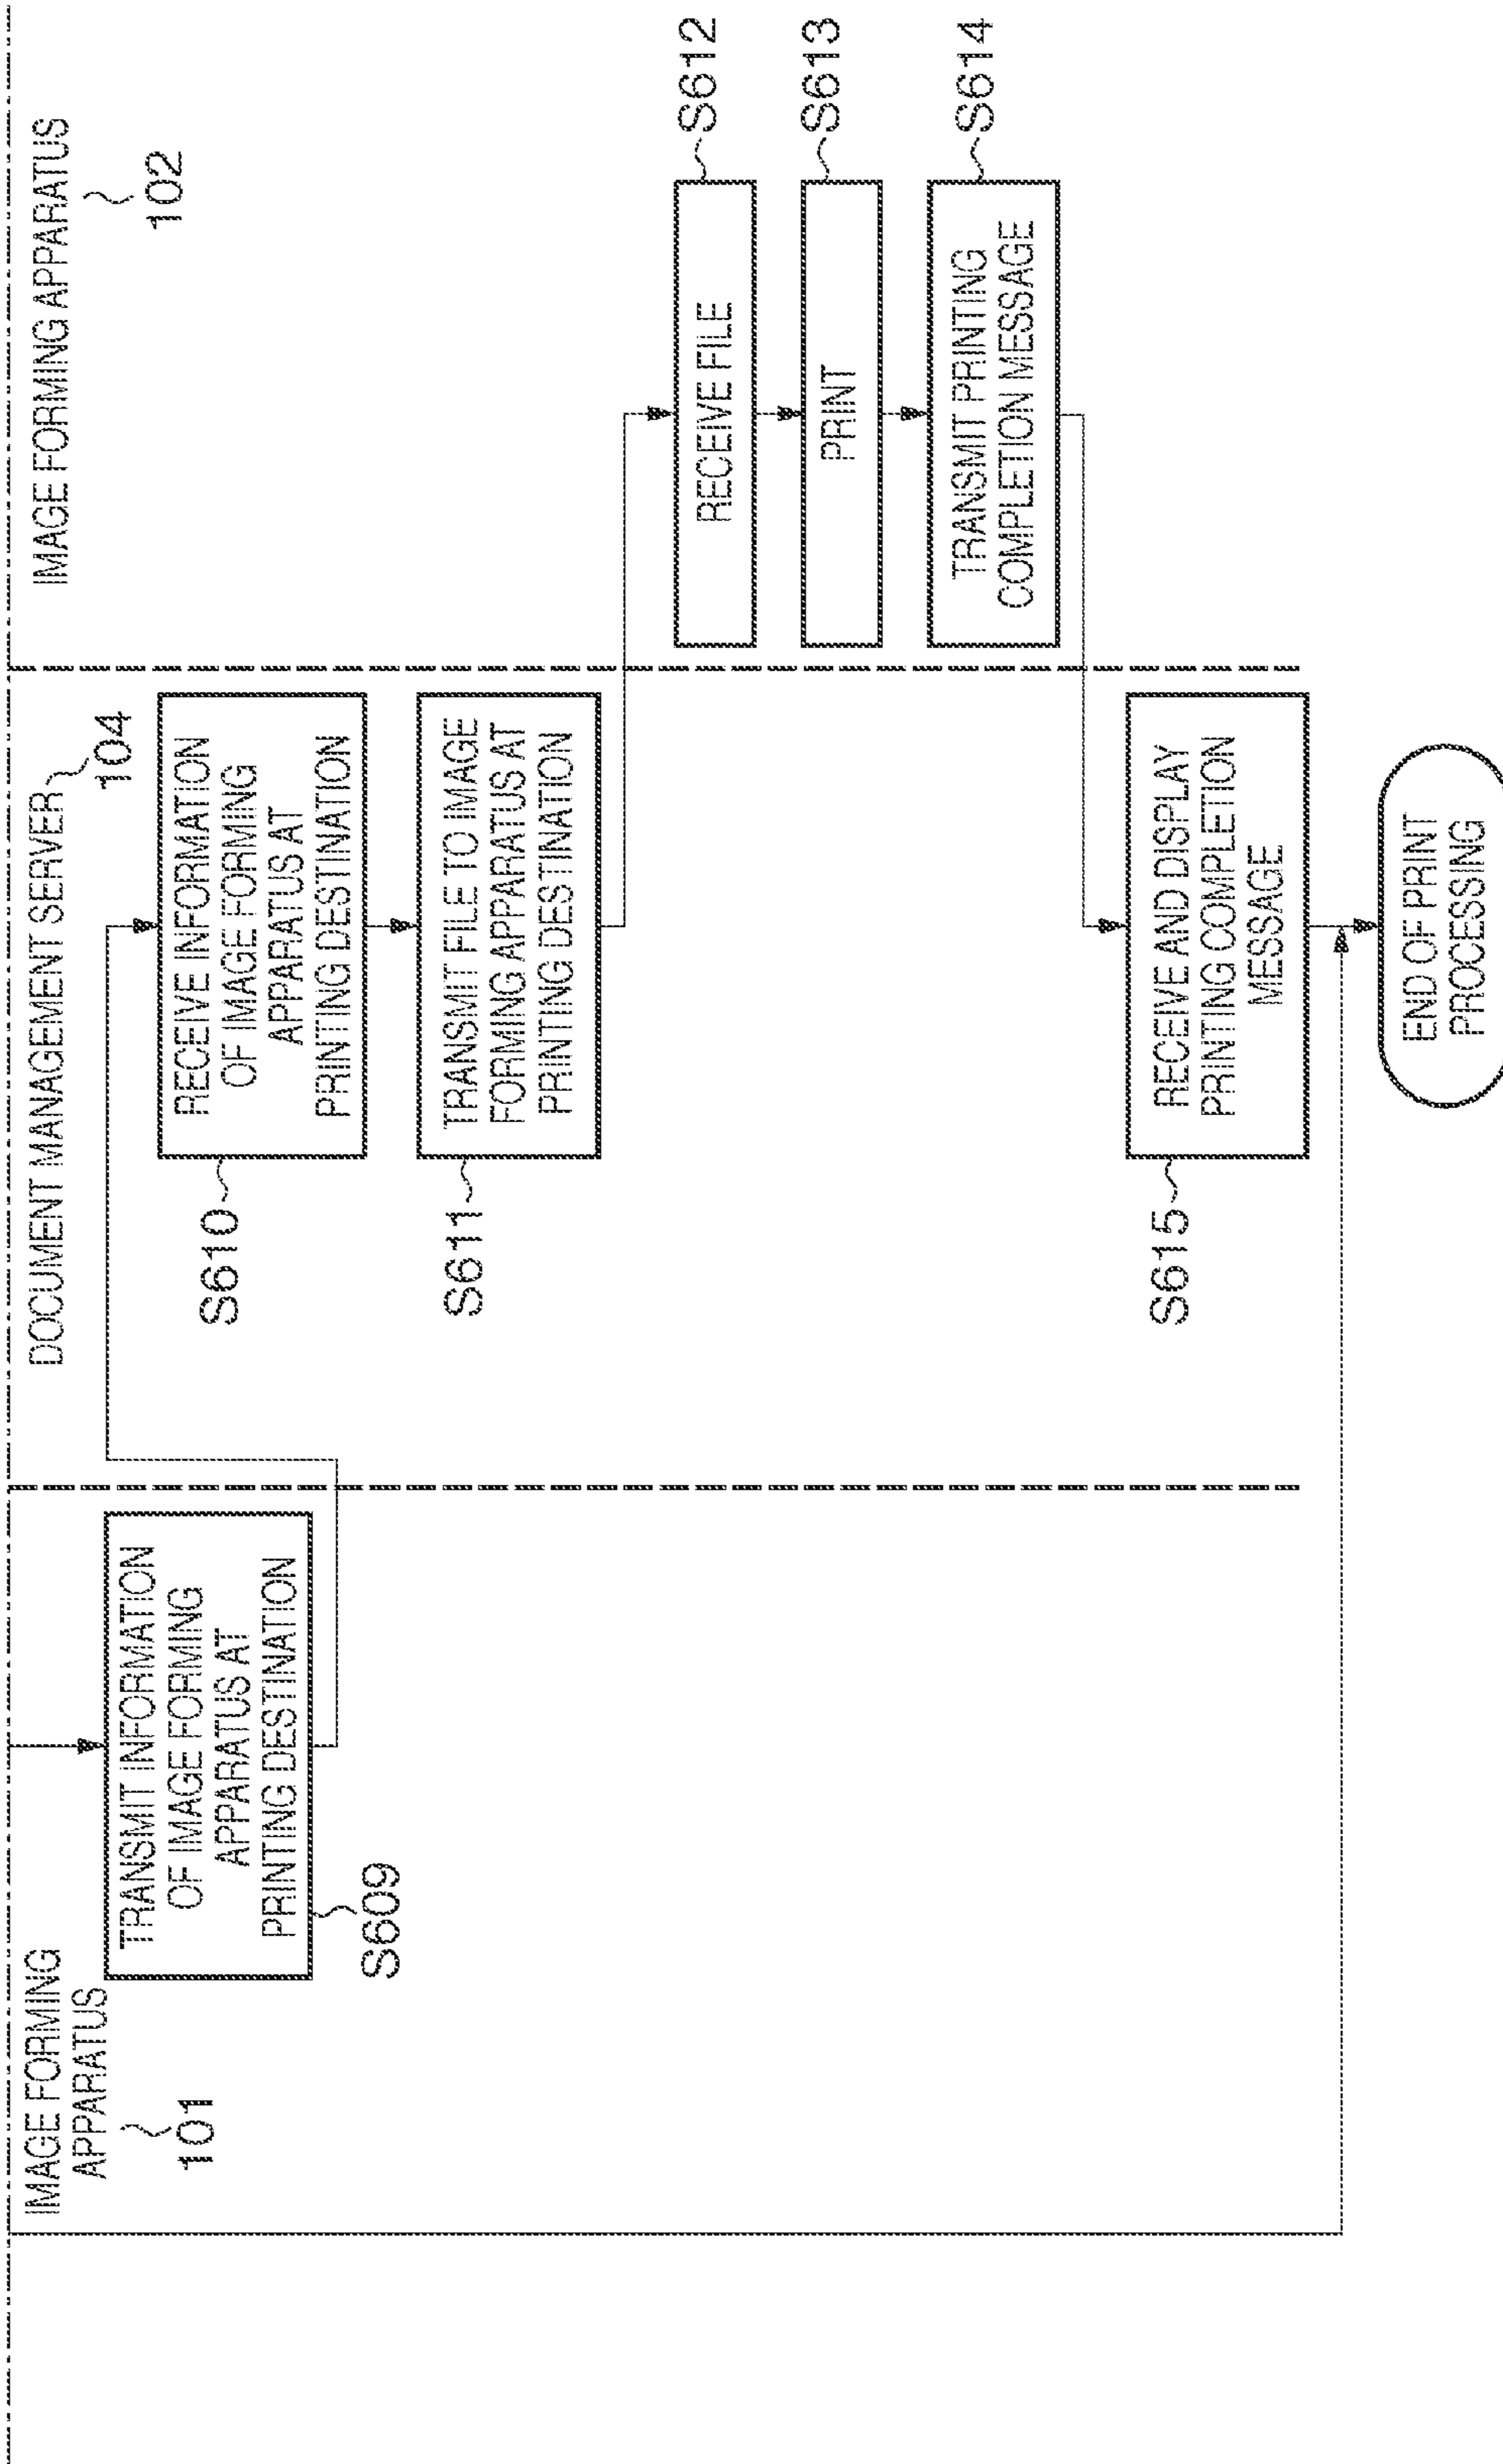 IMAGE FORMING
APPARATUS
101
TRANSMIT INFORMATION
OF IMAGE FORMING
APPARATUS AT
PRINTING DESTINATION
S609
DOCUMENT MANAGEMENT SERVER
104
RECEIVE INFORMATION
OF IMAGE FORMING
APPARATUS AT
PRINTING DESTINATION
S610
TRANSMIT FILE TO IMAGE
FORMING APPARATUS AT
PRINTING DESTINATION
S611
IMAGE FORMING APPARATUS
102
RECEIVE FILE
S612
PRINT
S613
TRANSMIT PRINTING
COMPLETION MESSAGE
S614
RECEIVE AND DISPLAY
PRINTING COMPLETION
MESSAGE
S615
END OF PRINT
PROCESSING